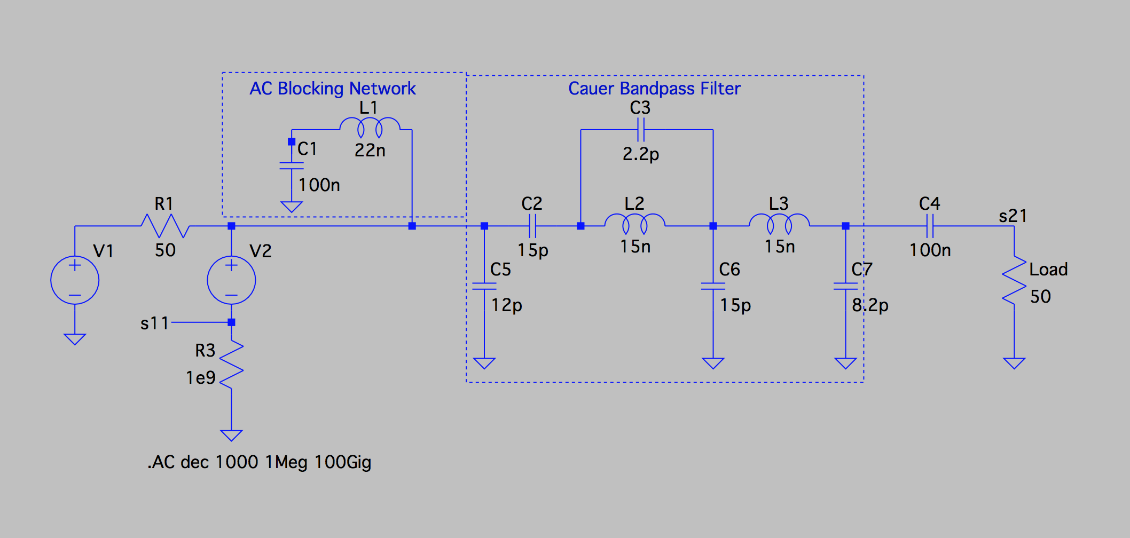 AC Blocking Network
Cauer Bandpass Filter
L1
22n
C1
100n
C3
2.2p
R1
50
V1
V2
C2
15p
L2
15n
L3
15n
C4
100n
s21
C5
12p
C6
15p
C7
8.2p
Load
50
s11
R3
1e9
.AC dec 1000 1Meg 100Gig